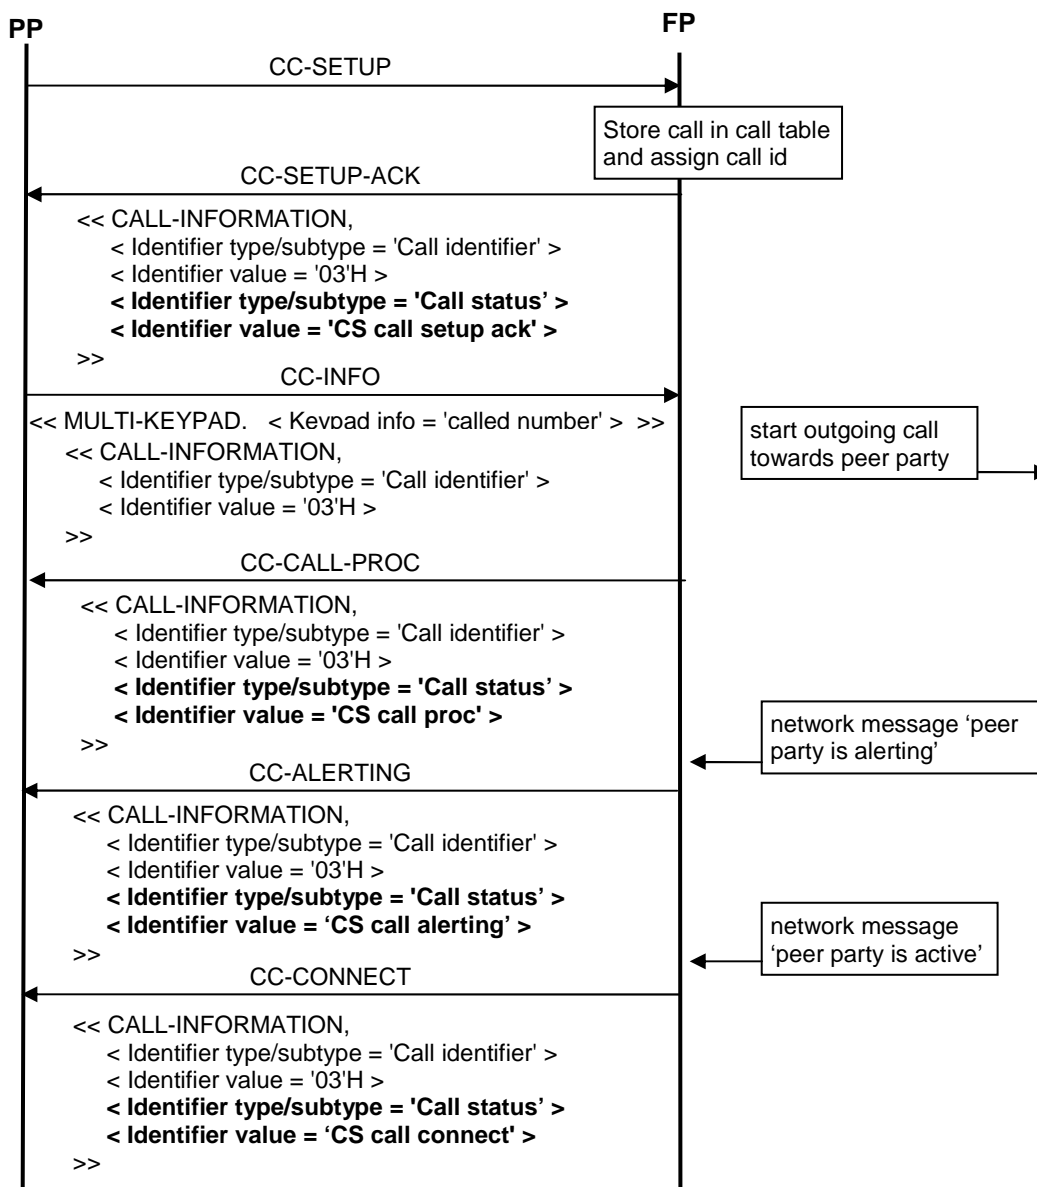 PP
FP
CC-SETUP
Store call in call table
and assign call id
CC-SETUP-ACK
<< CALL-INFORMATION,
< Identifier type/subtype = 'Call identifier' >
< Identifier value = '03'H >
< Identifier type/subtype = 'Call status’ >
< Identifier value = 'CS call setup ack' >
>>
CC-INFO
<< MULTI-KEYPAD, < Keypad info = 'called number' > >>
<< CALL-INFORMATION,
< Identifier type/subtype = 'Call identifier' >
< Identifier value = '03'H >
>>
start outgoing call
towards peer party
CC-CALL-PROC
<< CALL-INFORMATION,
< Identifier type/subtype = 'Call identifier' >
< Identifier value = '03'H >
< Identifier type/subtype = 'Call status’ >
< Identifier value = 'CS call proc' >
>>
network message ‘peer
party is alerting’
CC-ALERTING
<< CALL-INFORMATION,
< Identifier type/subtype = 'Call identifier' >
< Identifier value = '03'H >
< Identifier type/subtype = 'Call status’ >
< Identifier value = ‘CS call alerting’ >
>>
network message
‘peer party is active’
CC-CONNECT
<< CALL-INFORMATION,
< Identifier type/subtype = 'Call identifier' >
< Identifier value = '03'H >
< Identifier type/subtype = 'Call status’ >
< Identifier value = ‘CS call connect' >
>>